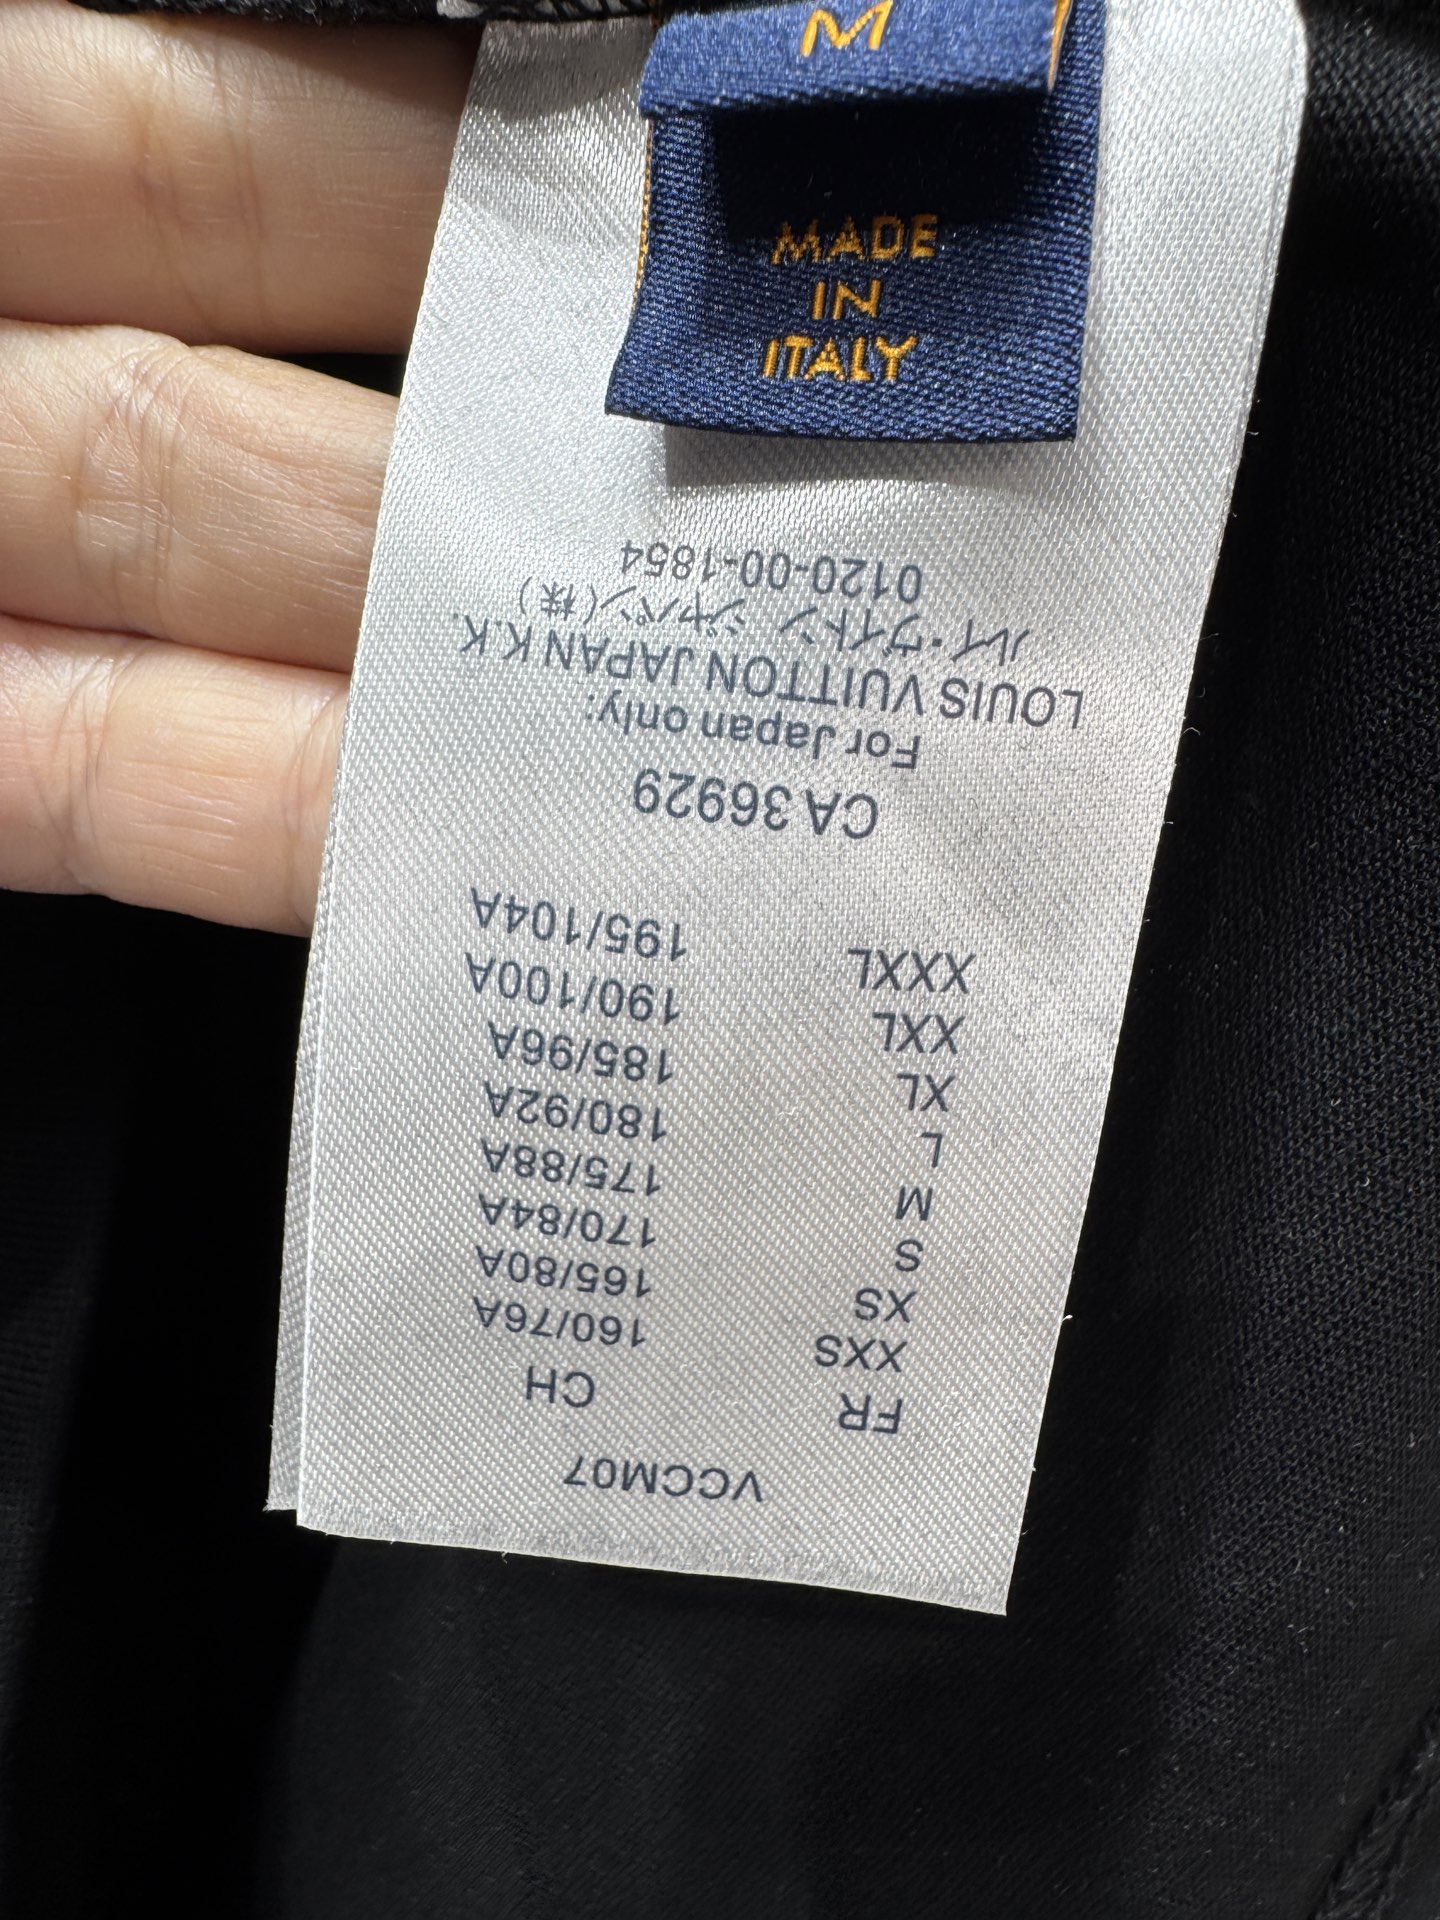 M
MADE
IN
ITALY
VCCM07
FR CH
XXS 160/76A
XS 165/80A
S 170/84A
M 175/88A
L 180/92A
XL 185/96A
XXL 190/100A
XXXL 195/104A
CA 36929
For Japan only:
LOUIS VUITTON JAPAN K.K.
ルイ・ヴィトン ジャパン(株)
0120-00-1854